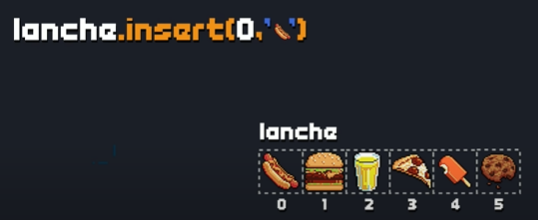 lanche.insert(0,'🌭')
lanche
0 1 2 3 4 5